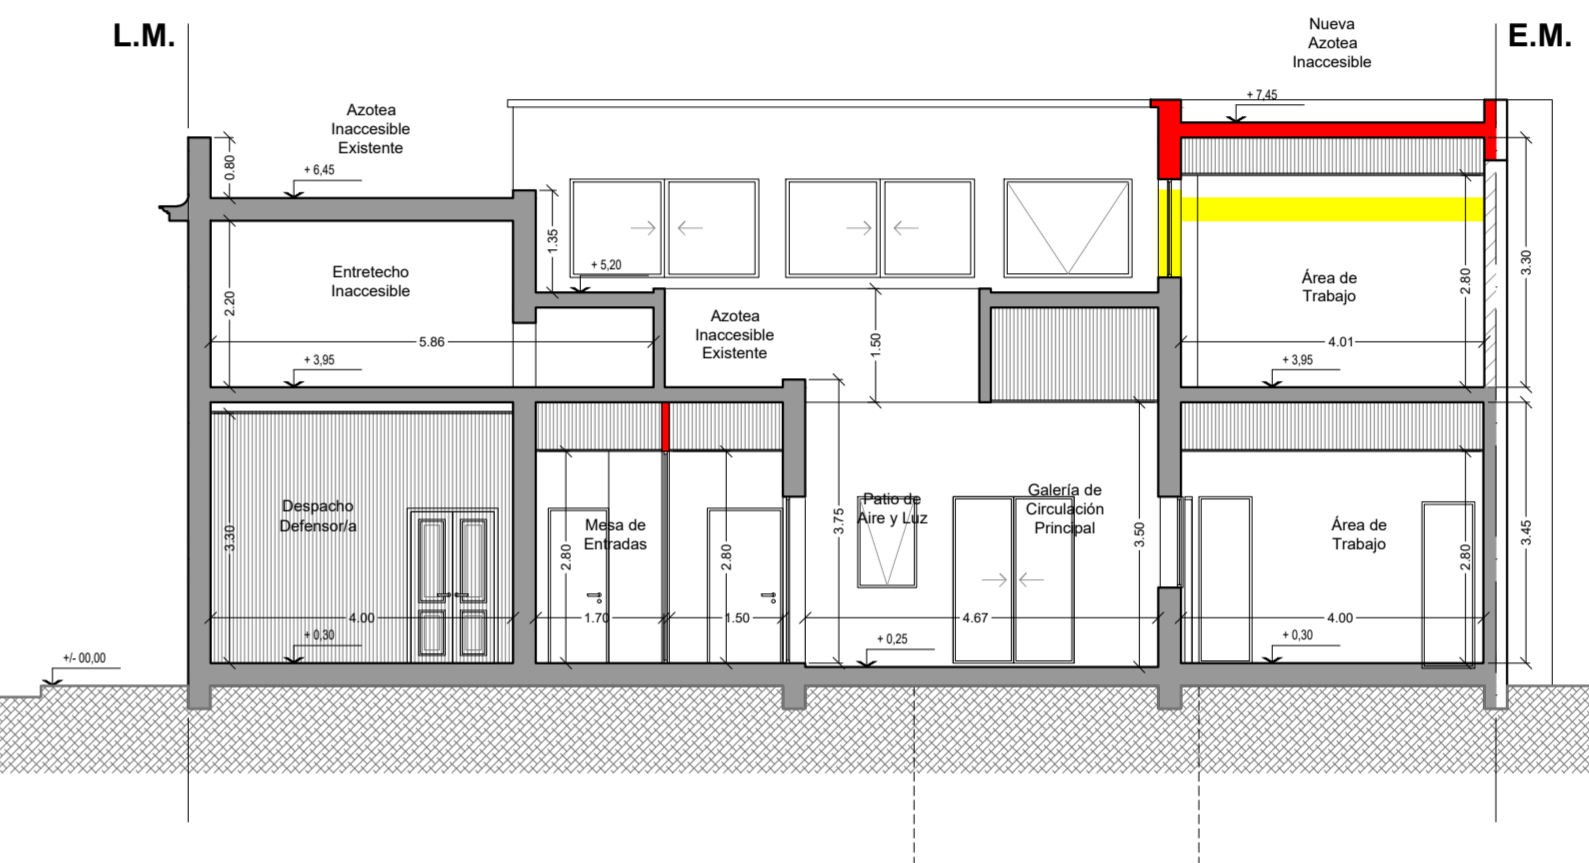 L.M.
E.M.
Nueva
Azotea
Inaccesible
+ 7,45
Azotea
Inaccesible
Existente
0.80
+ 6,45
1.35
+ 5,20
Entretecho
Inaccesible
2.20
5.86
+ 3,95
Azotea
Inaccesible
Existente
1.50
Área de
Trabajo
2.80
3.30
4.01
+ 3,95
Despacho
Defensor/a
3.30
4.00
+ 0,30
Mesa de
Entradas
2.80
1.70
2.80
1.50
3.75
Patio de
Aire y Luz
Galería de
Circulación
Principal
3.50
4.67
+ 0,25
Área de
Trabajo
2.80
3.45
4.00
+ 0,30
+/- 00,00